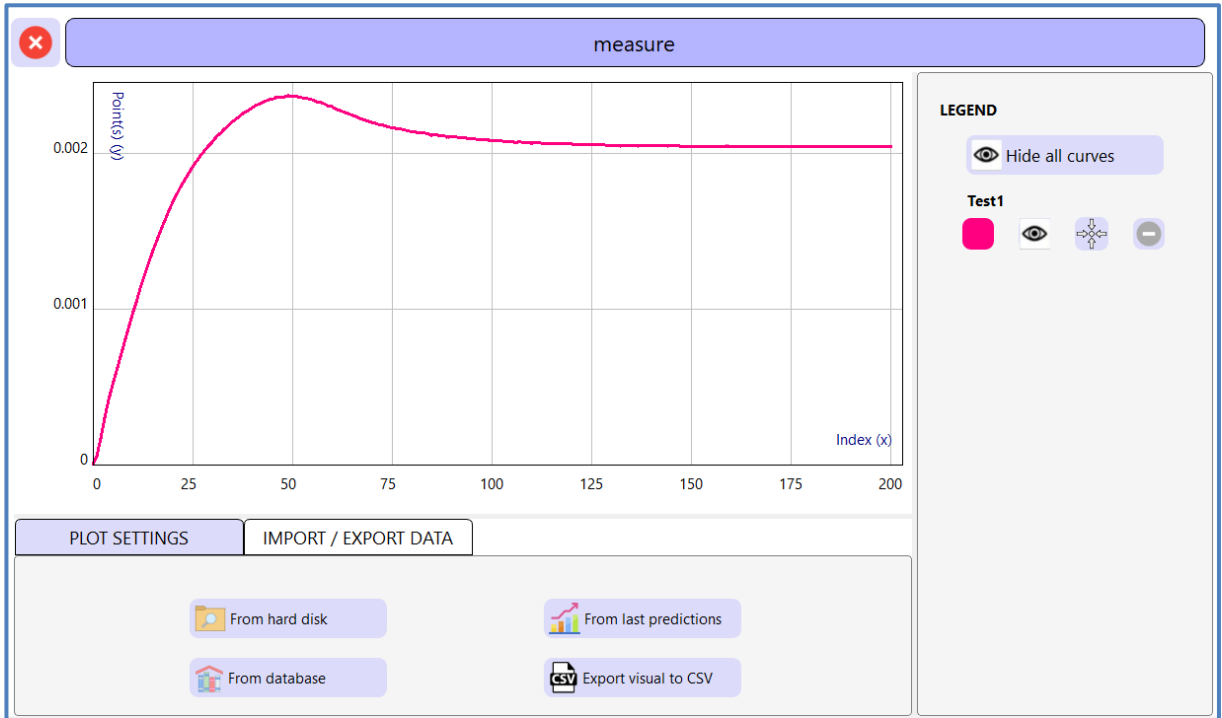 measure
Point(s) (y)
0.002
0.001
0
Index (x)
0 25 50 75 100 125 150 175 200
LEGEND
Hide all curves
Test1
PLOT SETTINGS IMPORT / EXPORT DATA
From hard disk From last predictions
From database CSV Export visual to CSV